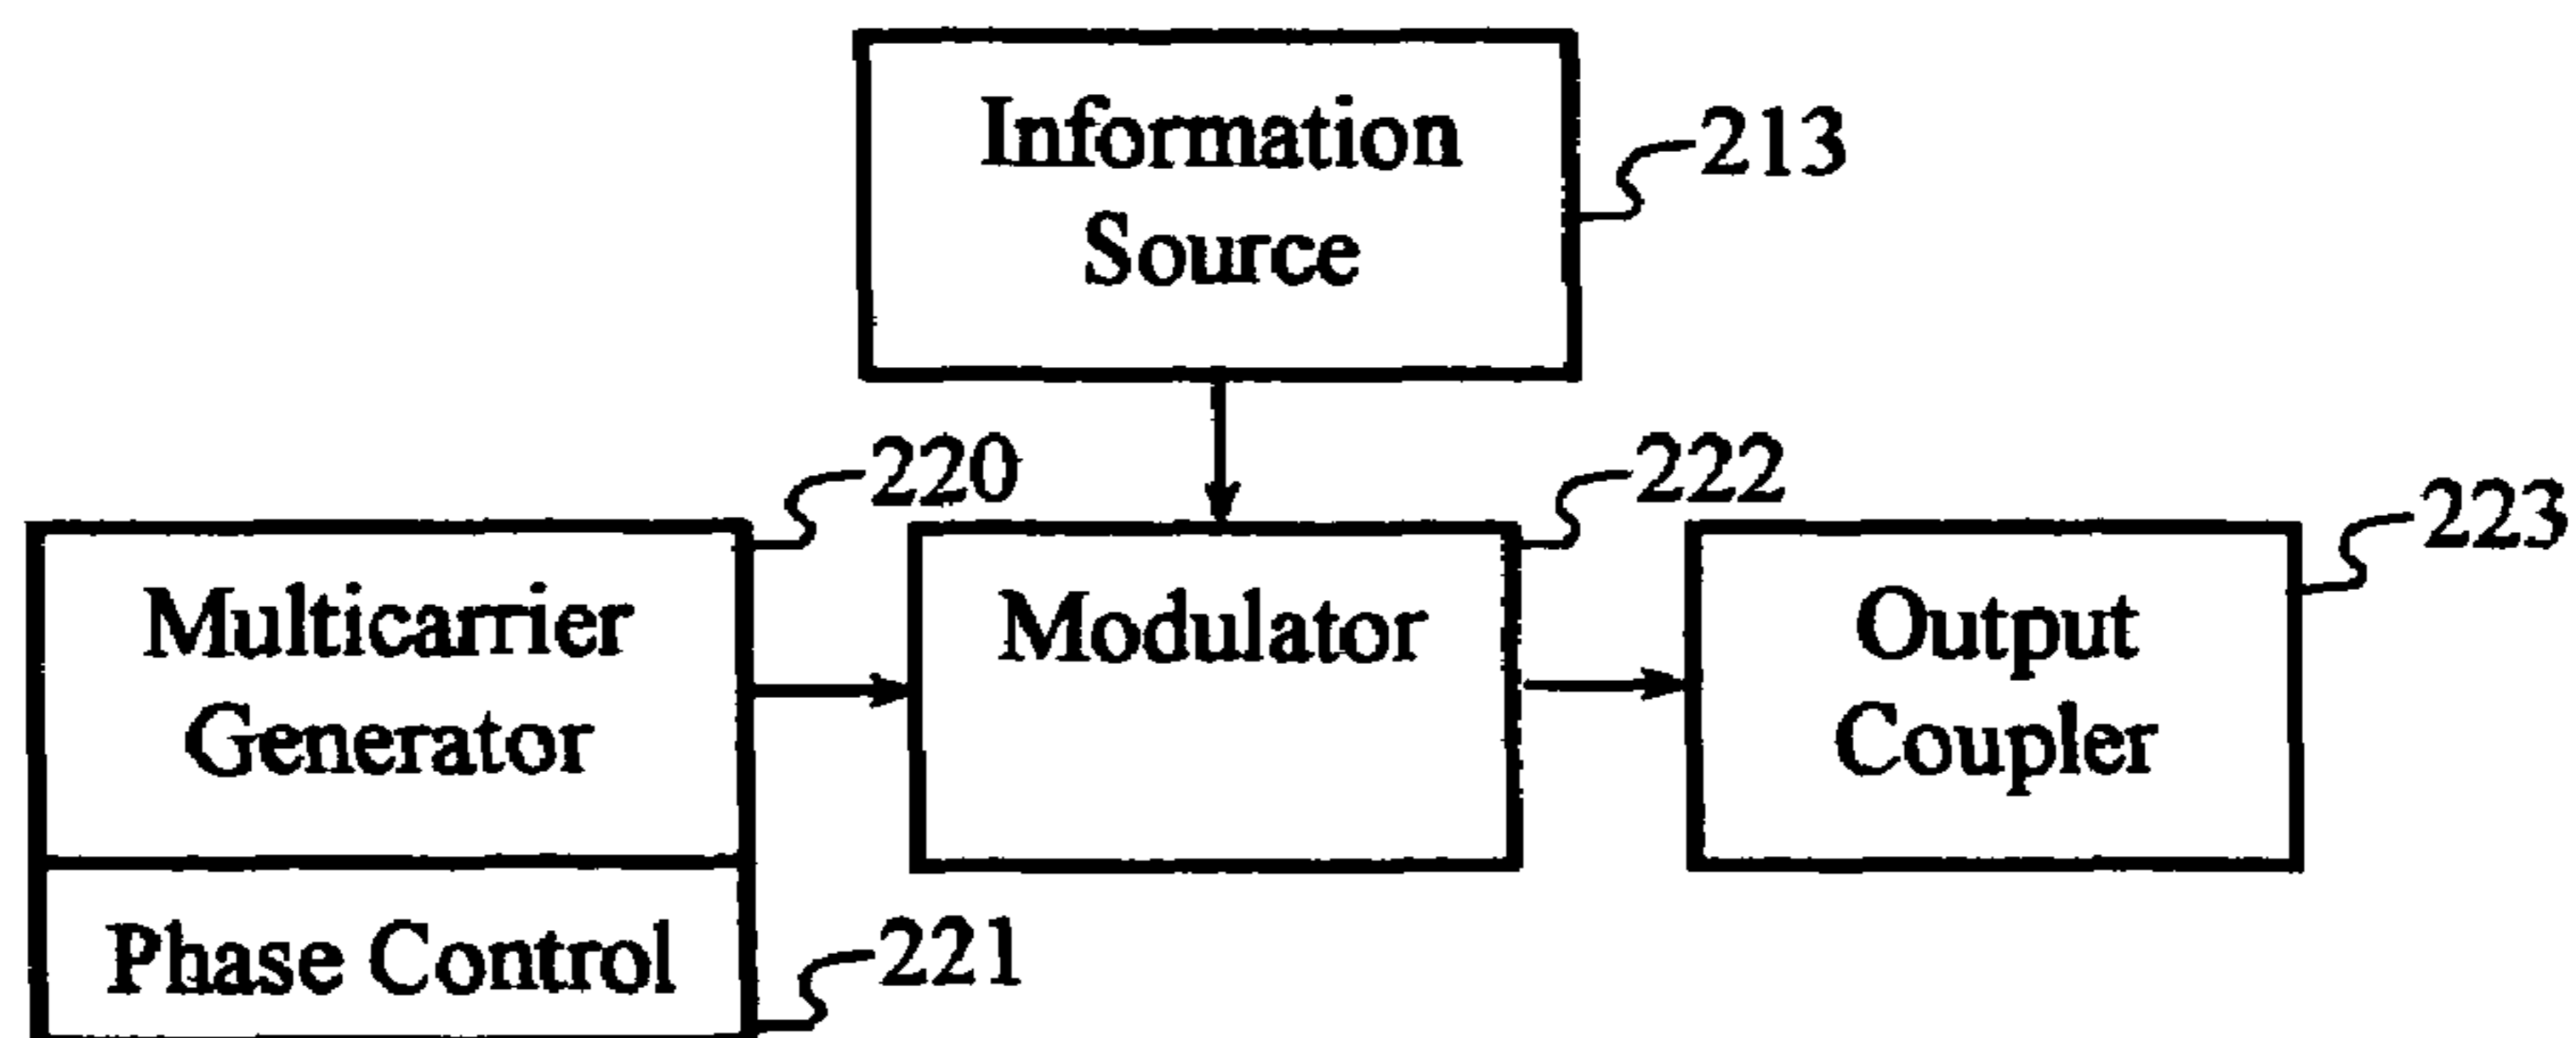 Information
Source
213
220
222
223
Multicarrier
Generator
Modulator
Output
Coupler
Phase Control
221